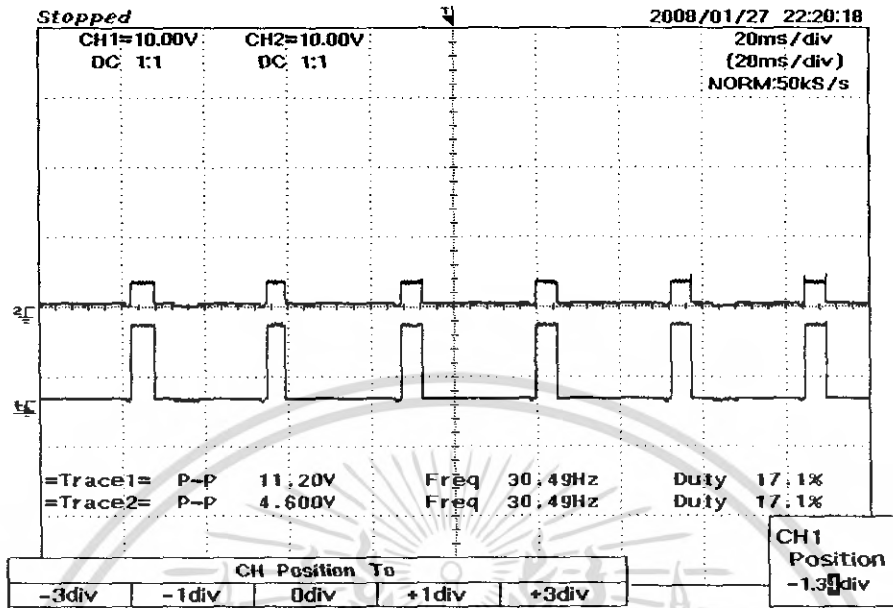 Stopped 2008/01/27 22:20:18
CH1=10.00V CH2=10.00V 20ms/div
DC 1:1 DC 1:1 (20ms/div)
NORM:50kS/s
=Trace1= P-P 11.20V Freq 30.49Hz Duty 17.1%
=Trace2= P-P 4.600V Freq 30.49Hz Duty 17.1%
CH1
Position
CH Position To
-3div -1div 0div +1div +3div